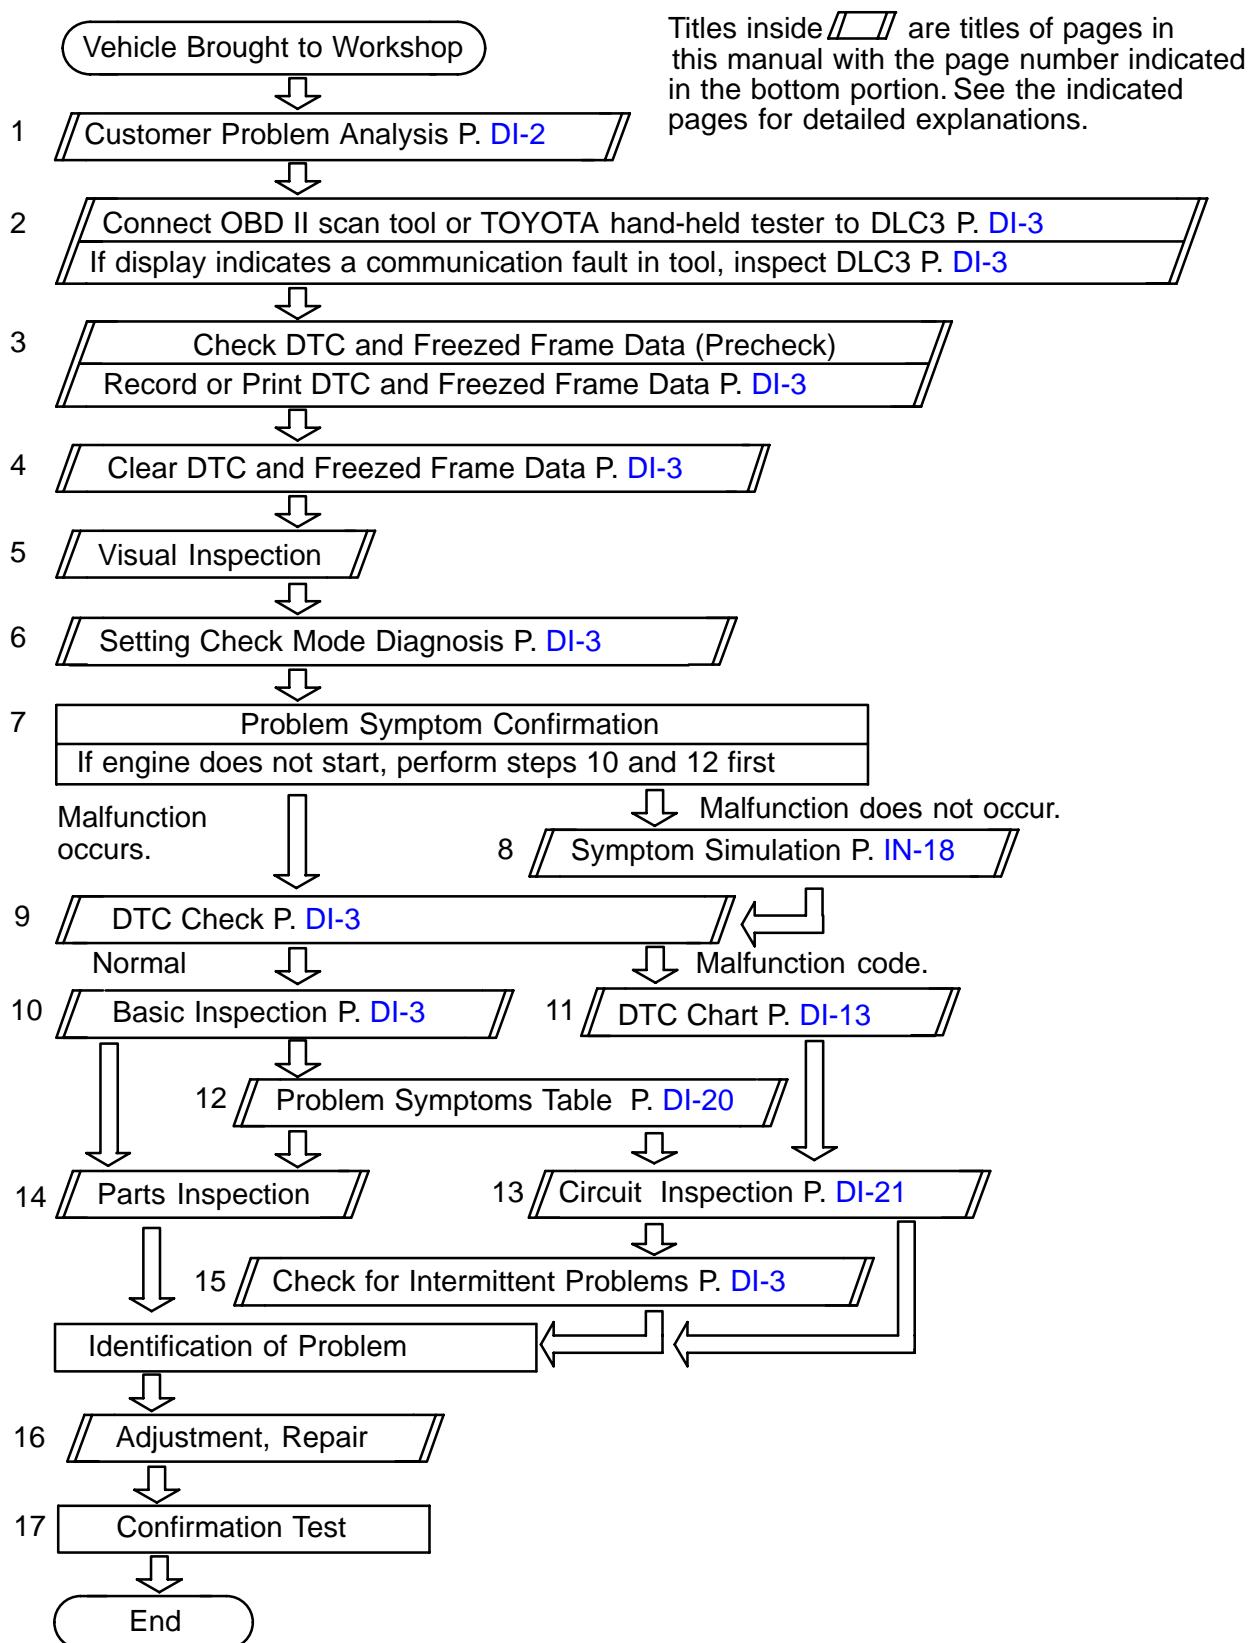 Vehicle Brought to Workshop
Titles inside are titles of pages in
this manual with the page number indicated
in the bottom portion. See the indicated
pages for detailed explanations.
1 Customer Problem Analysis P. DI-2
2 Connect OBD II scan tool or TOYOTA hand-held tester to DLC3 P. DI-3
If display indicates a communication fault in tool, inspect DLC3 P. DI-3
3 Check DTC and Freezed Frame Data (Precheck)
Record or Print DTC and Freezed Frame Data P. DI-3
4 Clear DTC and Freezed Frame Data P. DI-3
5 Visual Inspection
6 Setting Check Mode Diagnosis P. DI-3
7 Problem Symptom Confirmation
If engine does not start, perform steps 10 and 12 first
Malfunction
occurs.
Malfunction does not occur.
8 Symptom Simulation P. IN-18
9 DTC Check P. DI-3
Normal
Malfunction code.
10 Basic Inspection P. DI-3
11 DTC Chart P. DI-13
12 Problem Symptoms Table P. DI-20
14 Parts Inspection
13 Circuit Inspection P. DI-21
15 Check for Intermittent Problems P. DI-3
Identification of Problem
16 Adjustment, Repair
17 Confirmation Test
End